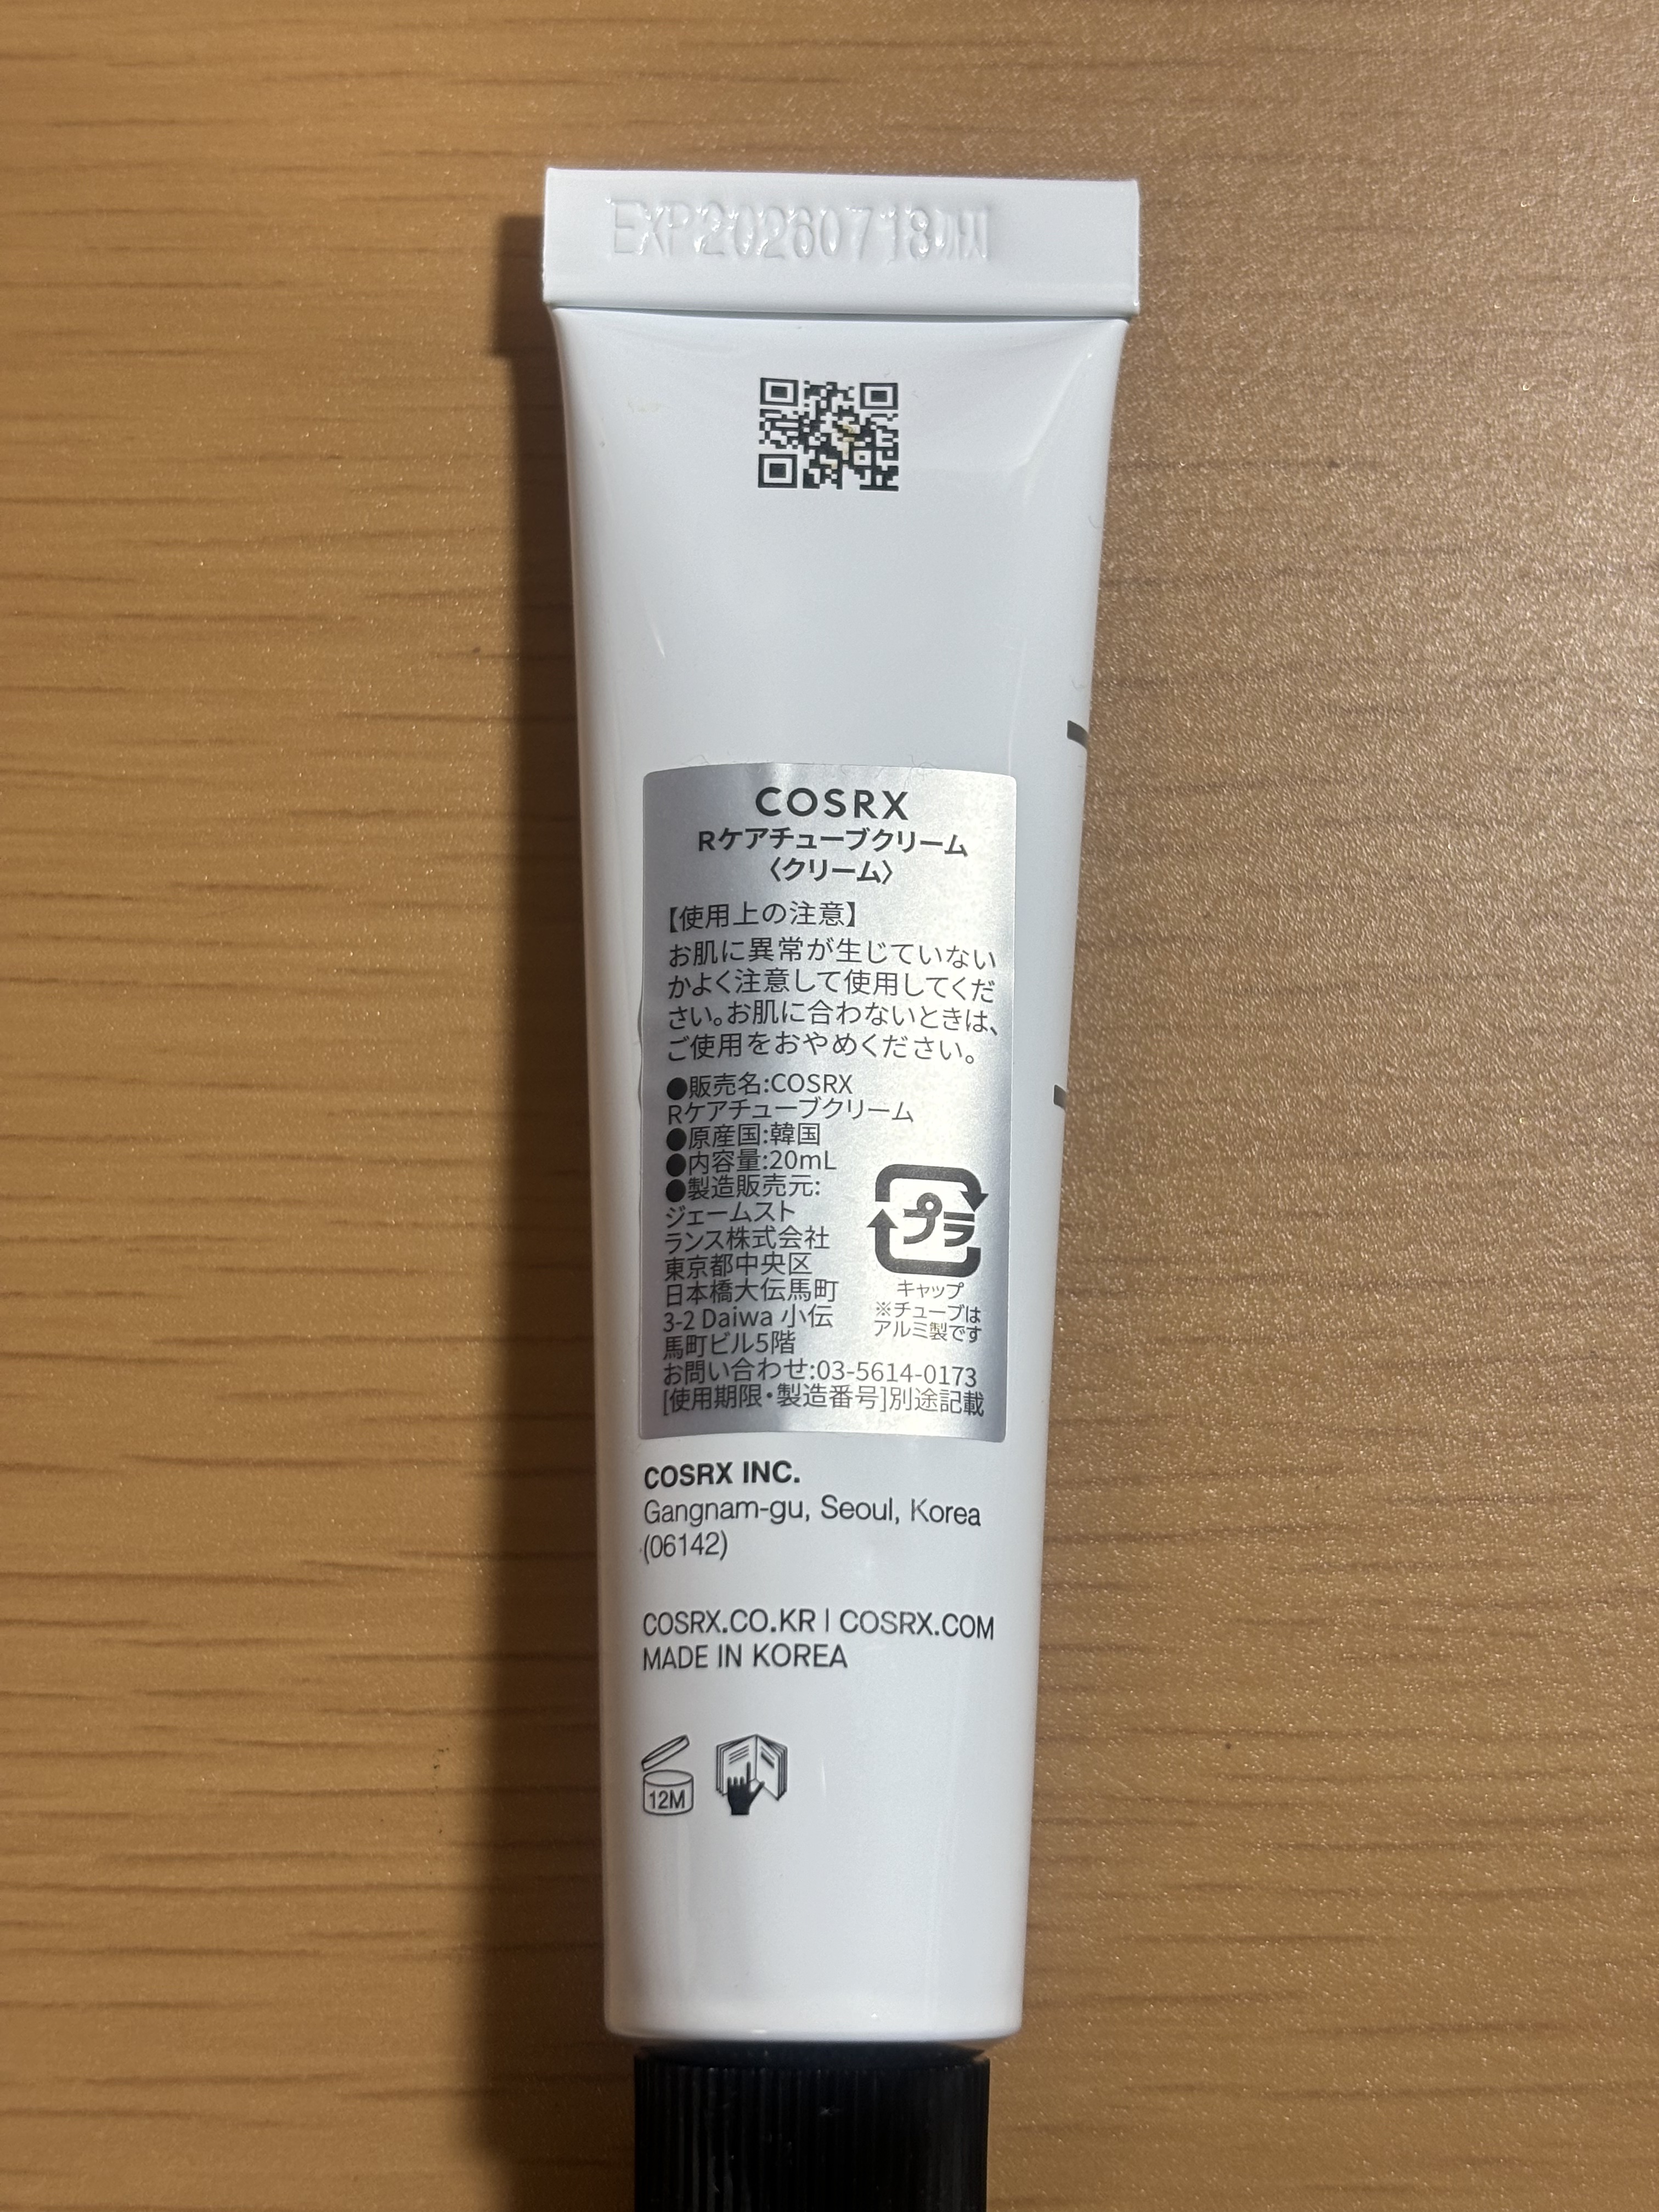 EXP20260718
COSRX
Rケアチューブクリーム
〈クリーム〉
【使用上の注意】
お肌に異常が生じていない
かよく注意して使用してくだ
さい。お肌に合わないときは、
ご使用をおやめください。
●販売名:COSRX
Rケアチューブクリーム
●原産国:韓国
●内容量:20mL
●製造販売元:
ジェームスト
ランス株式会社
東京都中央区
日本橋大伝馬町
3-2 Daiwa 小伝
馬町ビル5階
プラ
キャップ
※チューブは
アルミ製です
お問い合わせ:03-5614-0173
[使用期限・製造番号]別途記載
COSRX INC.
Gangnam-gu, Seoul, Korea
(06142)
COSRX.CO.KR | COSRX.COM
MADE IN KOREA
12M